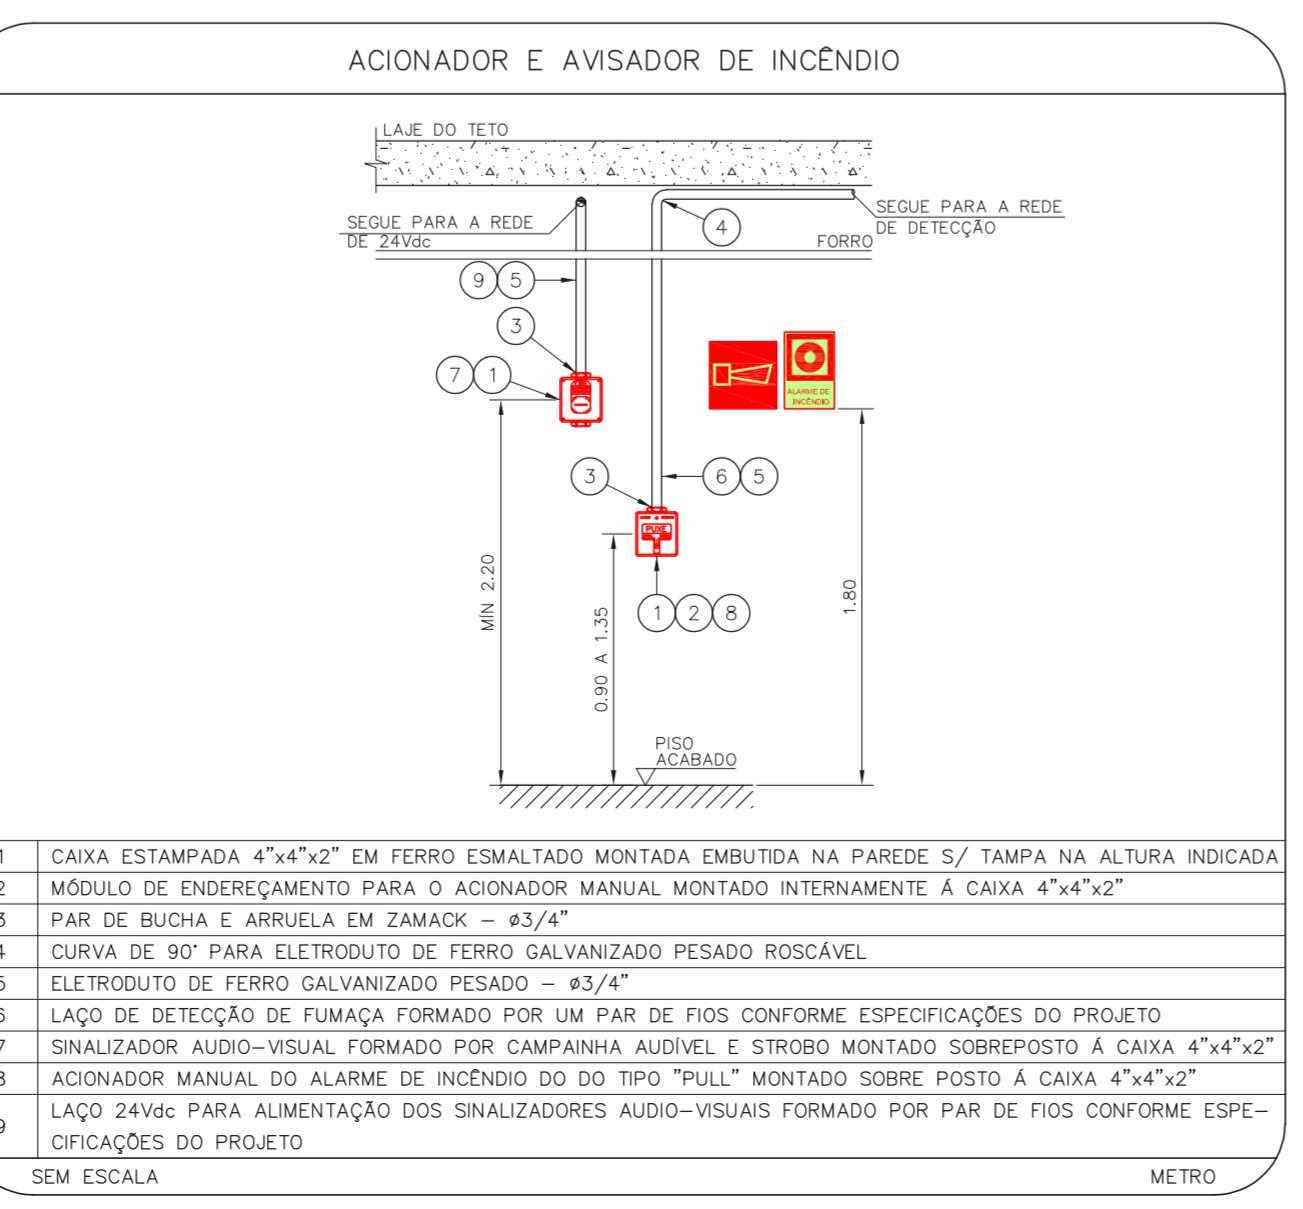 ACIONADOR E AVISADOR DE INCÊNDIO
LAJE DO TETO
SEGUE PARA A REDE
DE 24Vdc
SEGUE PARA A REDE
DE DETECÇÃO
4
FORRO
9 5
3
7 1
ALARME DE
INCÊNDIO
3
6 5
PUXE
1 2 8
MÍN 2.20
0.90 A 1.35
1.80
PISO
ACABADO
1 CAIXA ESTAMPADA 4"x4"x2" EM FERRO ESMALTADO MONTADA EMBUTIDA NA PAREDE S/ TAMPA NA ALTURA INDICADA
2 MÓDULO DE ENDEREÇAMENTO PARA O ACIONADOR MANUAL MONTADO INTERNAMENTE Á CAIXA 4"x4"x2"
3 PAR DE BUCHA E ARRUELA EM ZAMACK – ø3/4"
4 CURVA DE 90° PARA ELETRODUTO DE FERRO GALVANIZADO PESADO ROSCÁVEL
5 ELETRODUTO DE FERRO GALVANIZADO PESADO – ø3/4"
6 LAÇO DE DETECÇÃO DE FUMAÇA FORMADO POR UM PAR DE FIOS CONFORME ESPECIFICAÇÕES DO PROJETO
7 SINALIZADOR AUDIO–VISUAL FORMADO POR CAMPAINHA AUDÍVEL E STROBO MONTADO SOBREPOSTO Á CAIXA 4"x4"x2"
8 ACIONADOR MANUAL DO ALARME DE INCÊNDIO DO DO TIPO "PULL" MONTADO SOBRE POSTO Á CAIXA 4"x4"x2"
9 LAÇO 24Vdc PARA ALIMENTAÇÃO DOS SINALIZADORES AUDIO–VISUAIS FORMADO POR PAR DE FIOS CONFORME ESPE–
CIFICAÇÕES DO PROJETO
SEM ESCALA
METRO